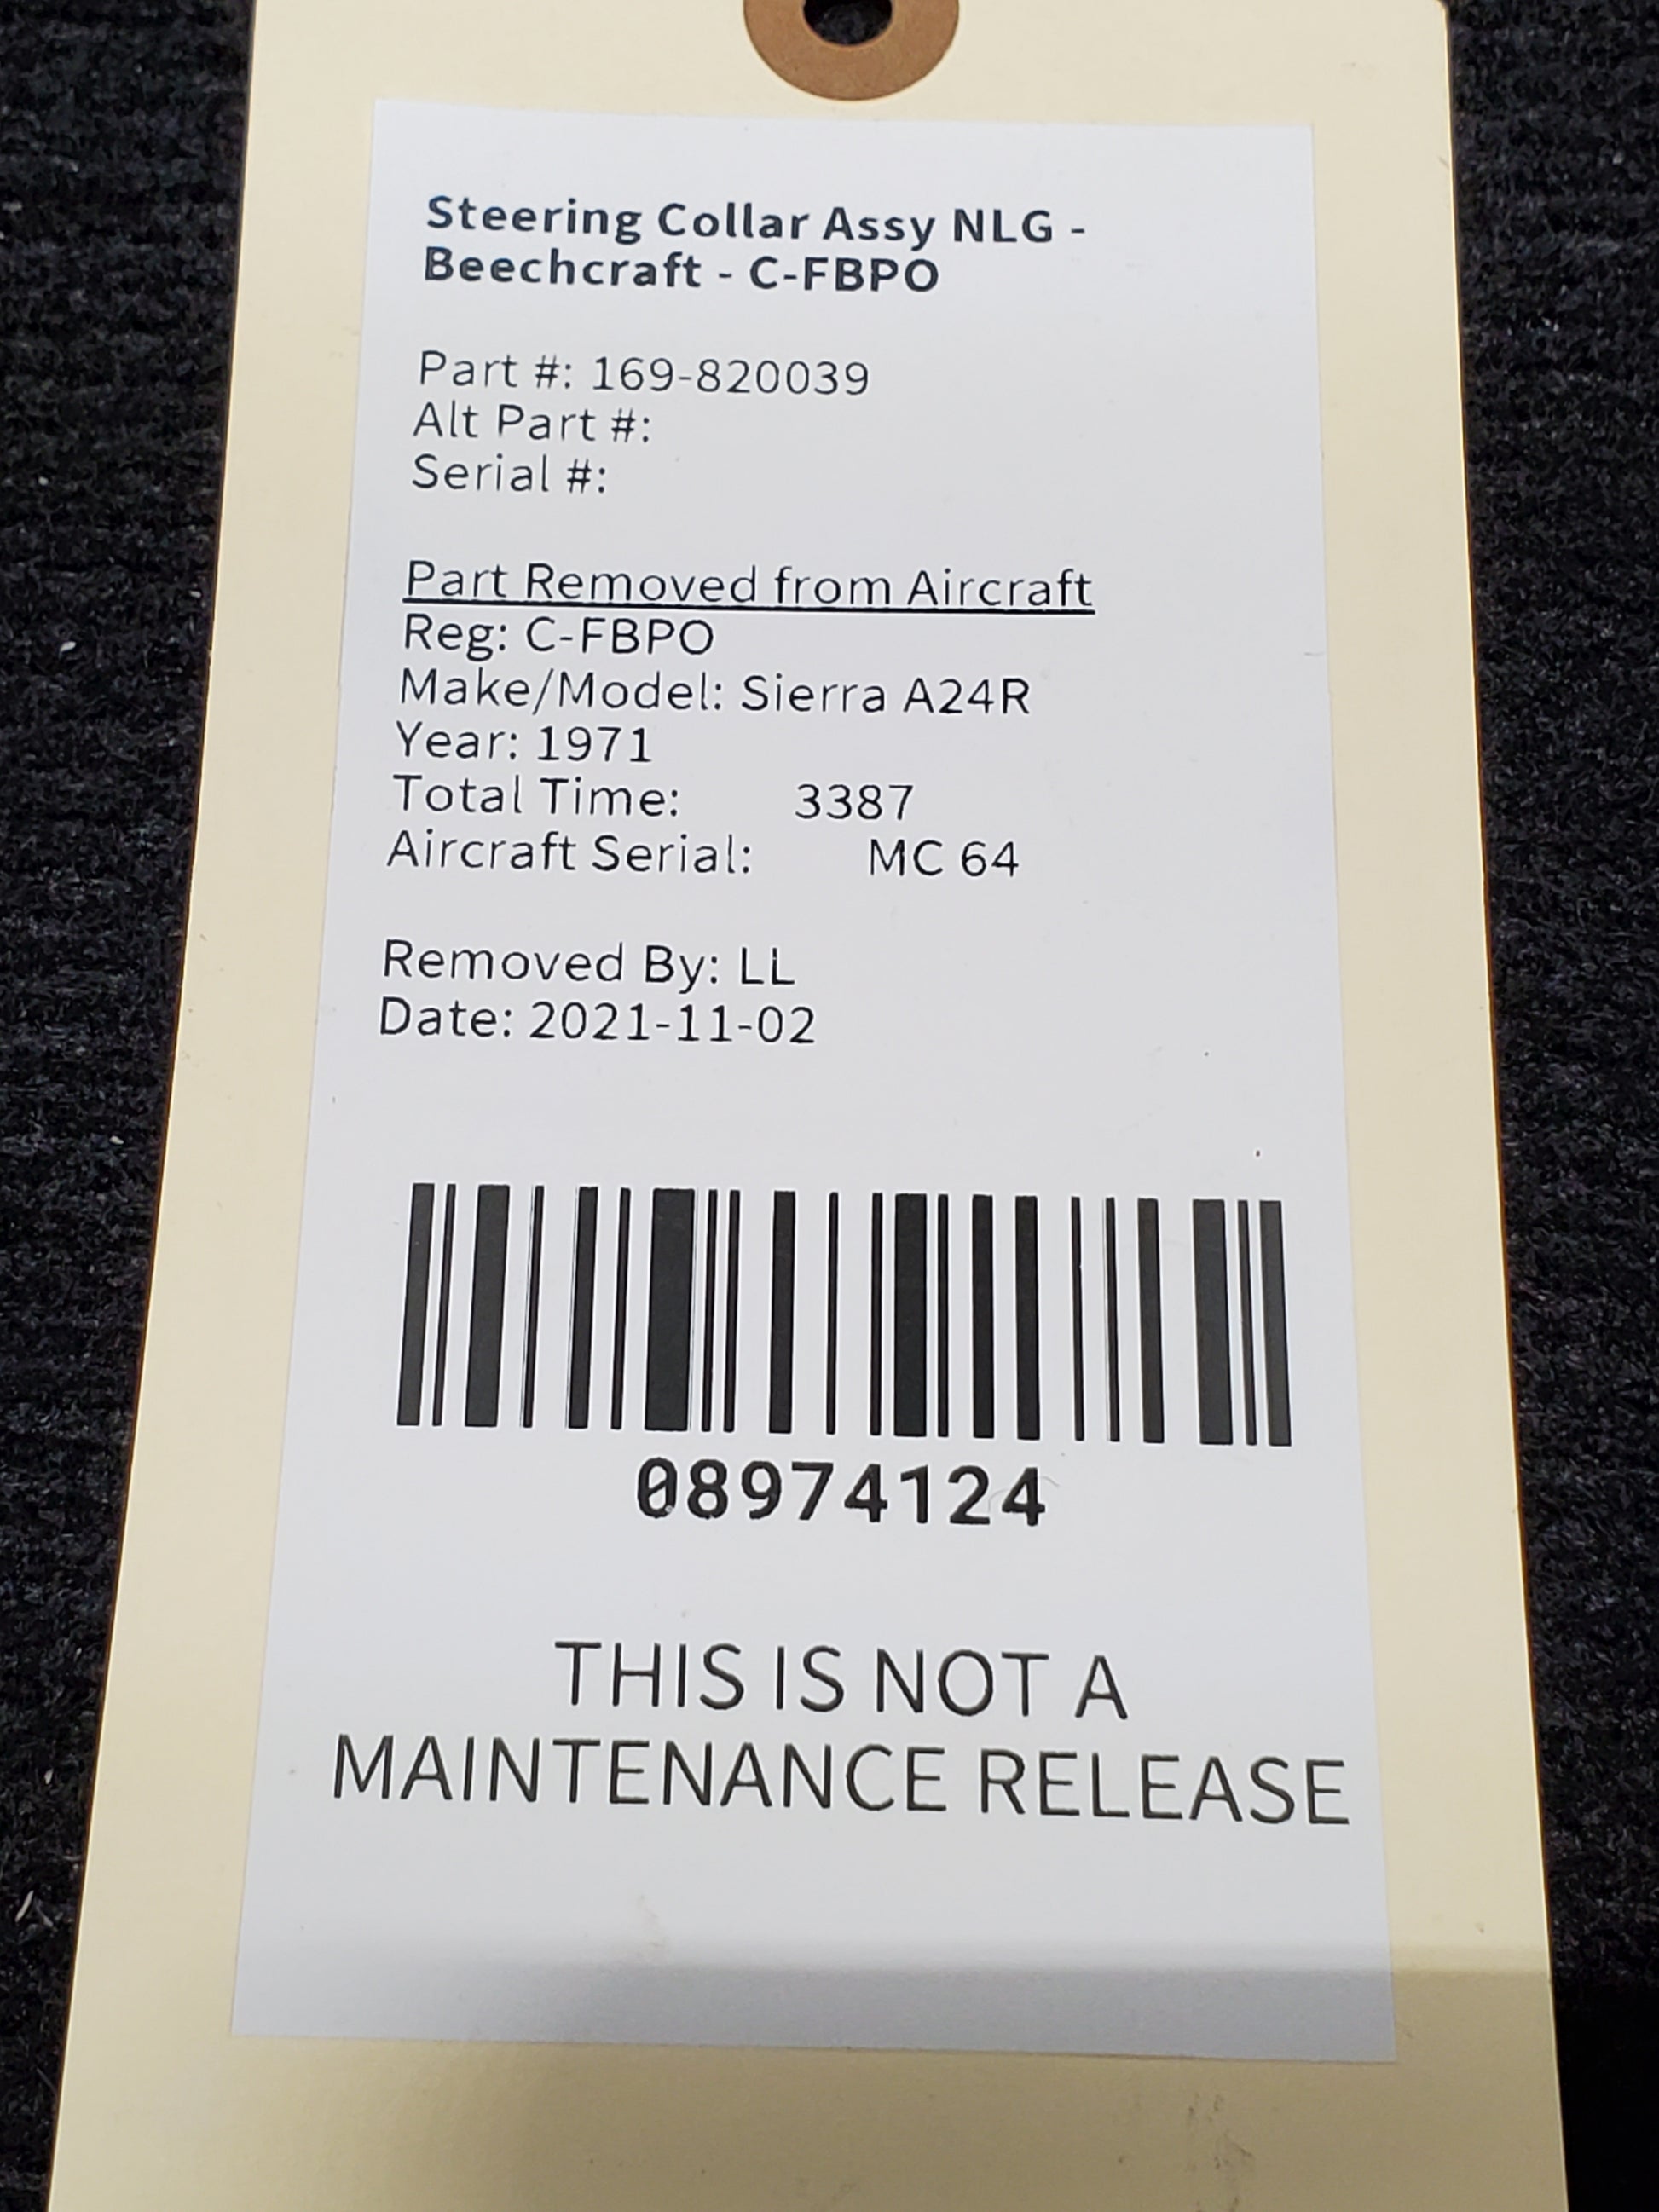 Steering Collar Assy NLG -
Beechcraft - C-FBPO
Part #: 169-820039
Alt Part #:
Serial #:
Part Removed from Aircraft
Reg: C-FBPO
Make/Model: Sierra A24R
Year: 1971
Total Time: 3387
Aircraft Serial: MC 64
Removed By: LL
Date: 2021-11-02
08974124
THIS IS NOT A
MAINTENANCE RELEASE